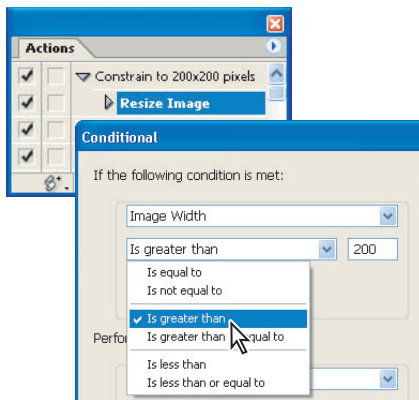 Actions
Constrain to 200x200 pixels
Resize Image
Conditional
If the following condition is met:
Image Width
Is greater than 200
Is equal to
Is not equal to
Is greater than
Is greater than equal to
Is less than
Is less than or equal to